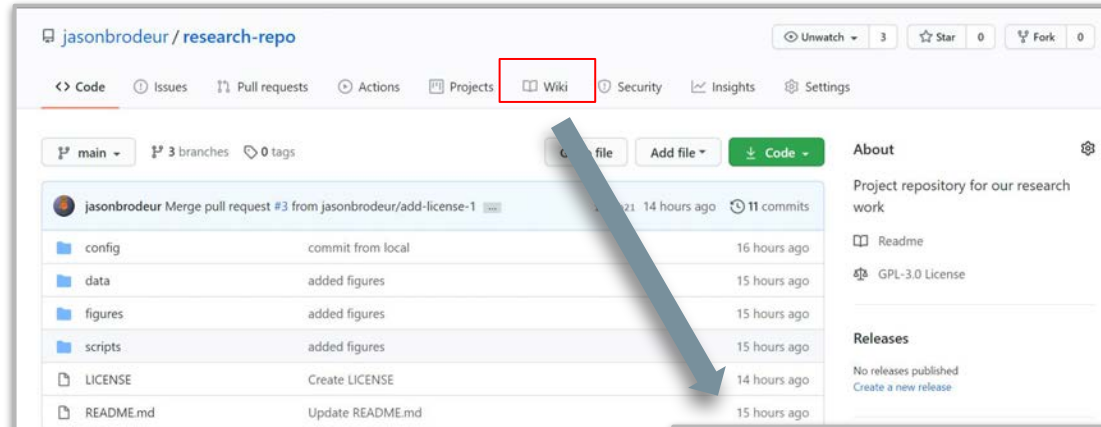 jasonbrodeur / research-repo
Unwatch 3 Star 0 Fork 0
<> Code Issues Pull requests Actions Projects Wiki Security Insights Settings
main 3 branches 0 tags
file Add file Code
About
Project repository for our research work
jasonbrodeur Merge pull request #3 from jasonbrodeur/add-license-1 ... 14 hours ago 11 commits
Readme
GPL-3.0 License
config commit from local 16 hours ago
data added figures 15 hours ago
figures added figures 15 hours ago
scripts added figures 15 hours ago
LICENSE Create LICENSE 14 hours ago
README.md Update README.md 15 hours ago
Releases
No releases published
Create a new release